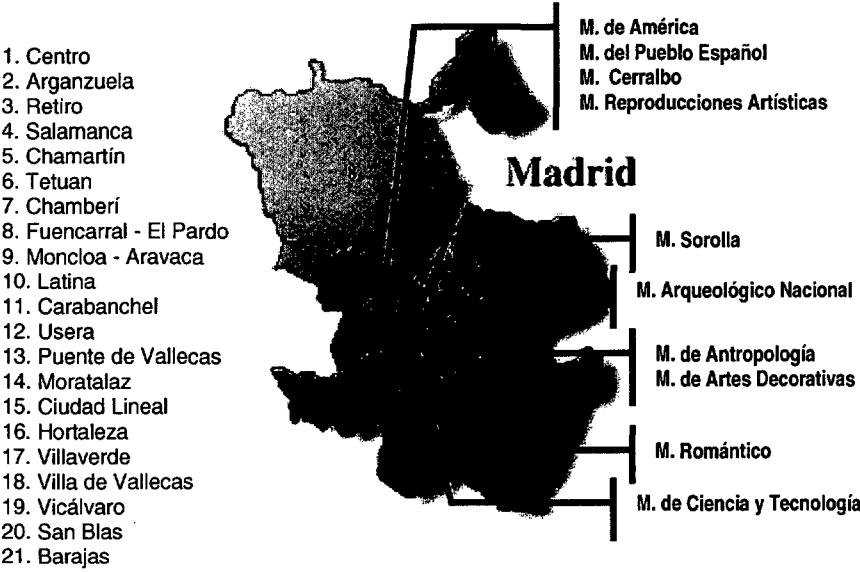 1. Centro
2. Arganzuela
3. Retiro
4. Salamanca
5. Chamartín
6. Tetuan
7. Chamberí
8. Fuencarral - El Pardo
9. Moncloa - Aravaca
10. Latina
11. Carabanchel
12. Usera
13. Puente de Vallecas
14. Moratalaz
15. Ciudad Lineal
16. Hortaleza
17. Villaverde
18. Villa de Vallecas
19. Vicálvaro
20. San Blas
21. Barajas
M. de América
M. del Pueblo Español
M. Cerralbo
M. Reproducciones Artísticas
Madrid
M. Sorolla
M. Arqueológico Nacional
M. de Antropología
M. de Artes Decorativas
M. Romántico
M. de Ciencia y Tecnología